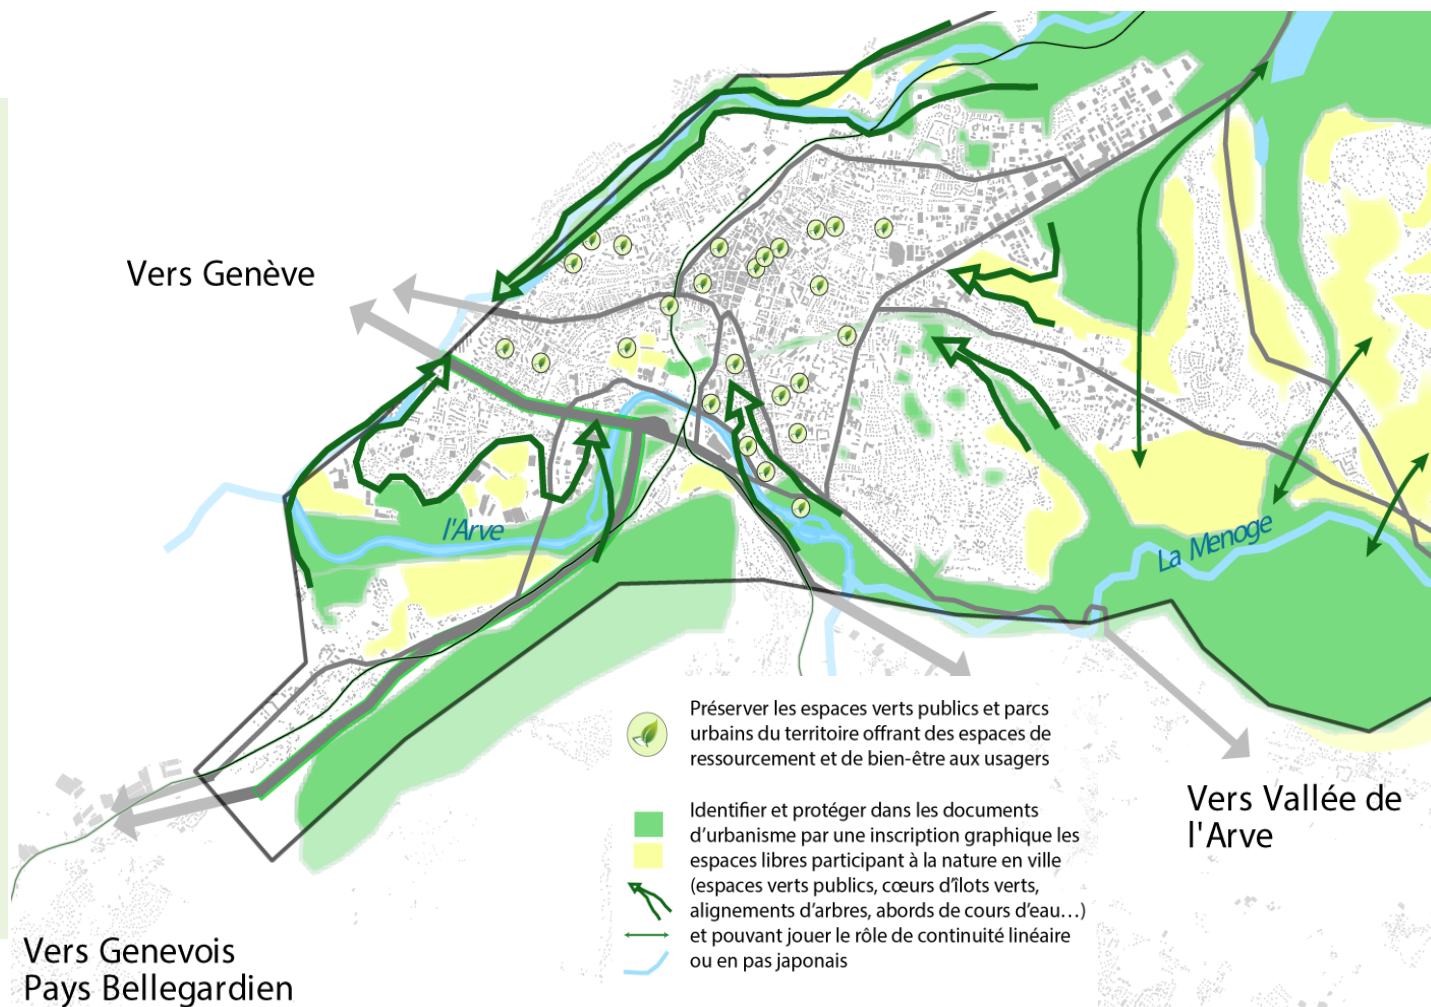 Vers Genève
l'Arve
La Menoge
Préserver les espaces verts publics et parcs
urbains du territoire offrant des espaces de
ressourcement et de bien-être aux usagers
Identifier et protéger dans les documents
d'urbanisme par une inscription graphique les
espaces libres participant à la nature en ville
(espaces verts publics, cœurs d'îlots verts,
alignements d'arbres, abords de cours d'eau…)
et pouvant jouer le rôle de continuité linéaire
ou en pas japonais
Vers Vallée de
l'Arve
Vers Genevois
Pays Bellegardien